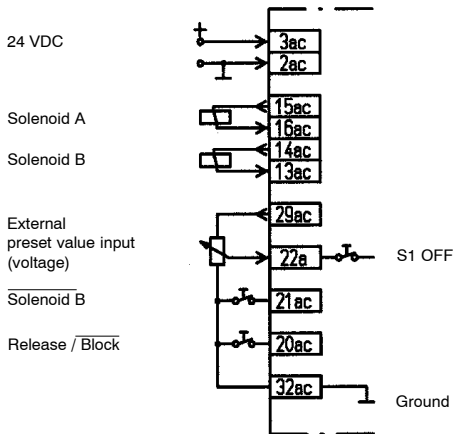 24 VDC
+
3ac
2ac
Solenoid A
15ac
16ac
Solenoid B
14ac
13ac
29ac
External
preset value input
(voltage)
22a
S1 OFF
Solenoid B
21ac
Release / Block
20ac
32ac
Ground